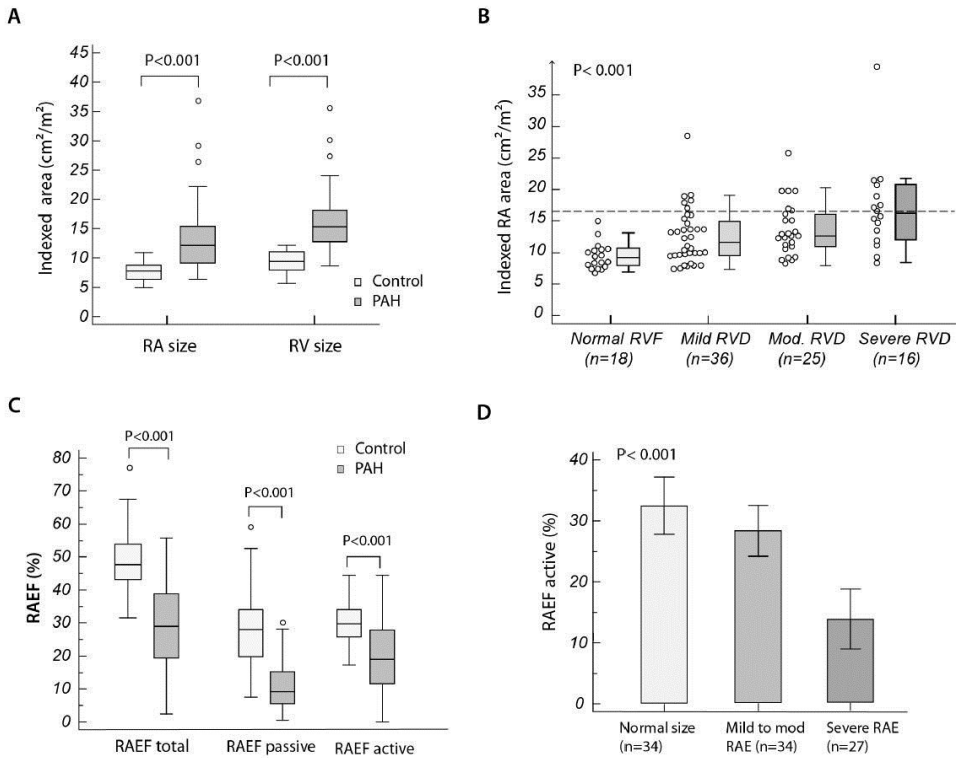 A
Indexed area (cm²/m²)
45
40
35
30
25
20
15
10
5
0
P<0.001
P<0.001
Control
PAH
RA size
RV size
B
Indexed RA area (cm²/m²)
P< 0.001
35
30
25
20
15
10
5
0
Normal RVF
(n=18)
Mild RVD
(n=36)
Mod. RVD
(n=25)
Severe RVD
(n=16)
C
RAEF (%)
80
70
60
50
40
30
20
10
0
P<0.001
P<0.001
P<0.001
Control
PAH
RAEF total
RAEF passive
RAEF active
D
RAEF active (%)
P< 0.001
40
30
20
10
0
Normal size
(n=34)
Mild to mod
RAE (n=34)
Severe RAE
(n=27)